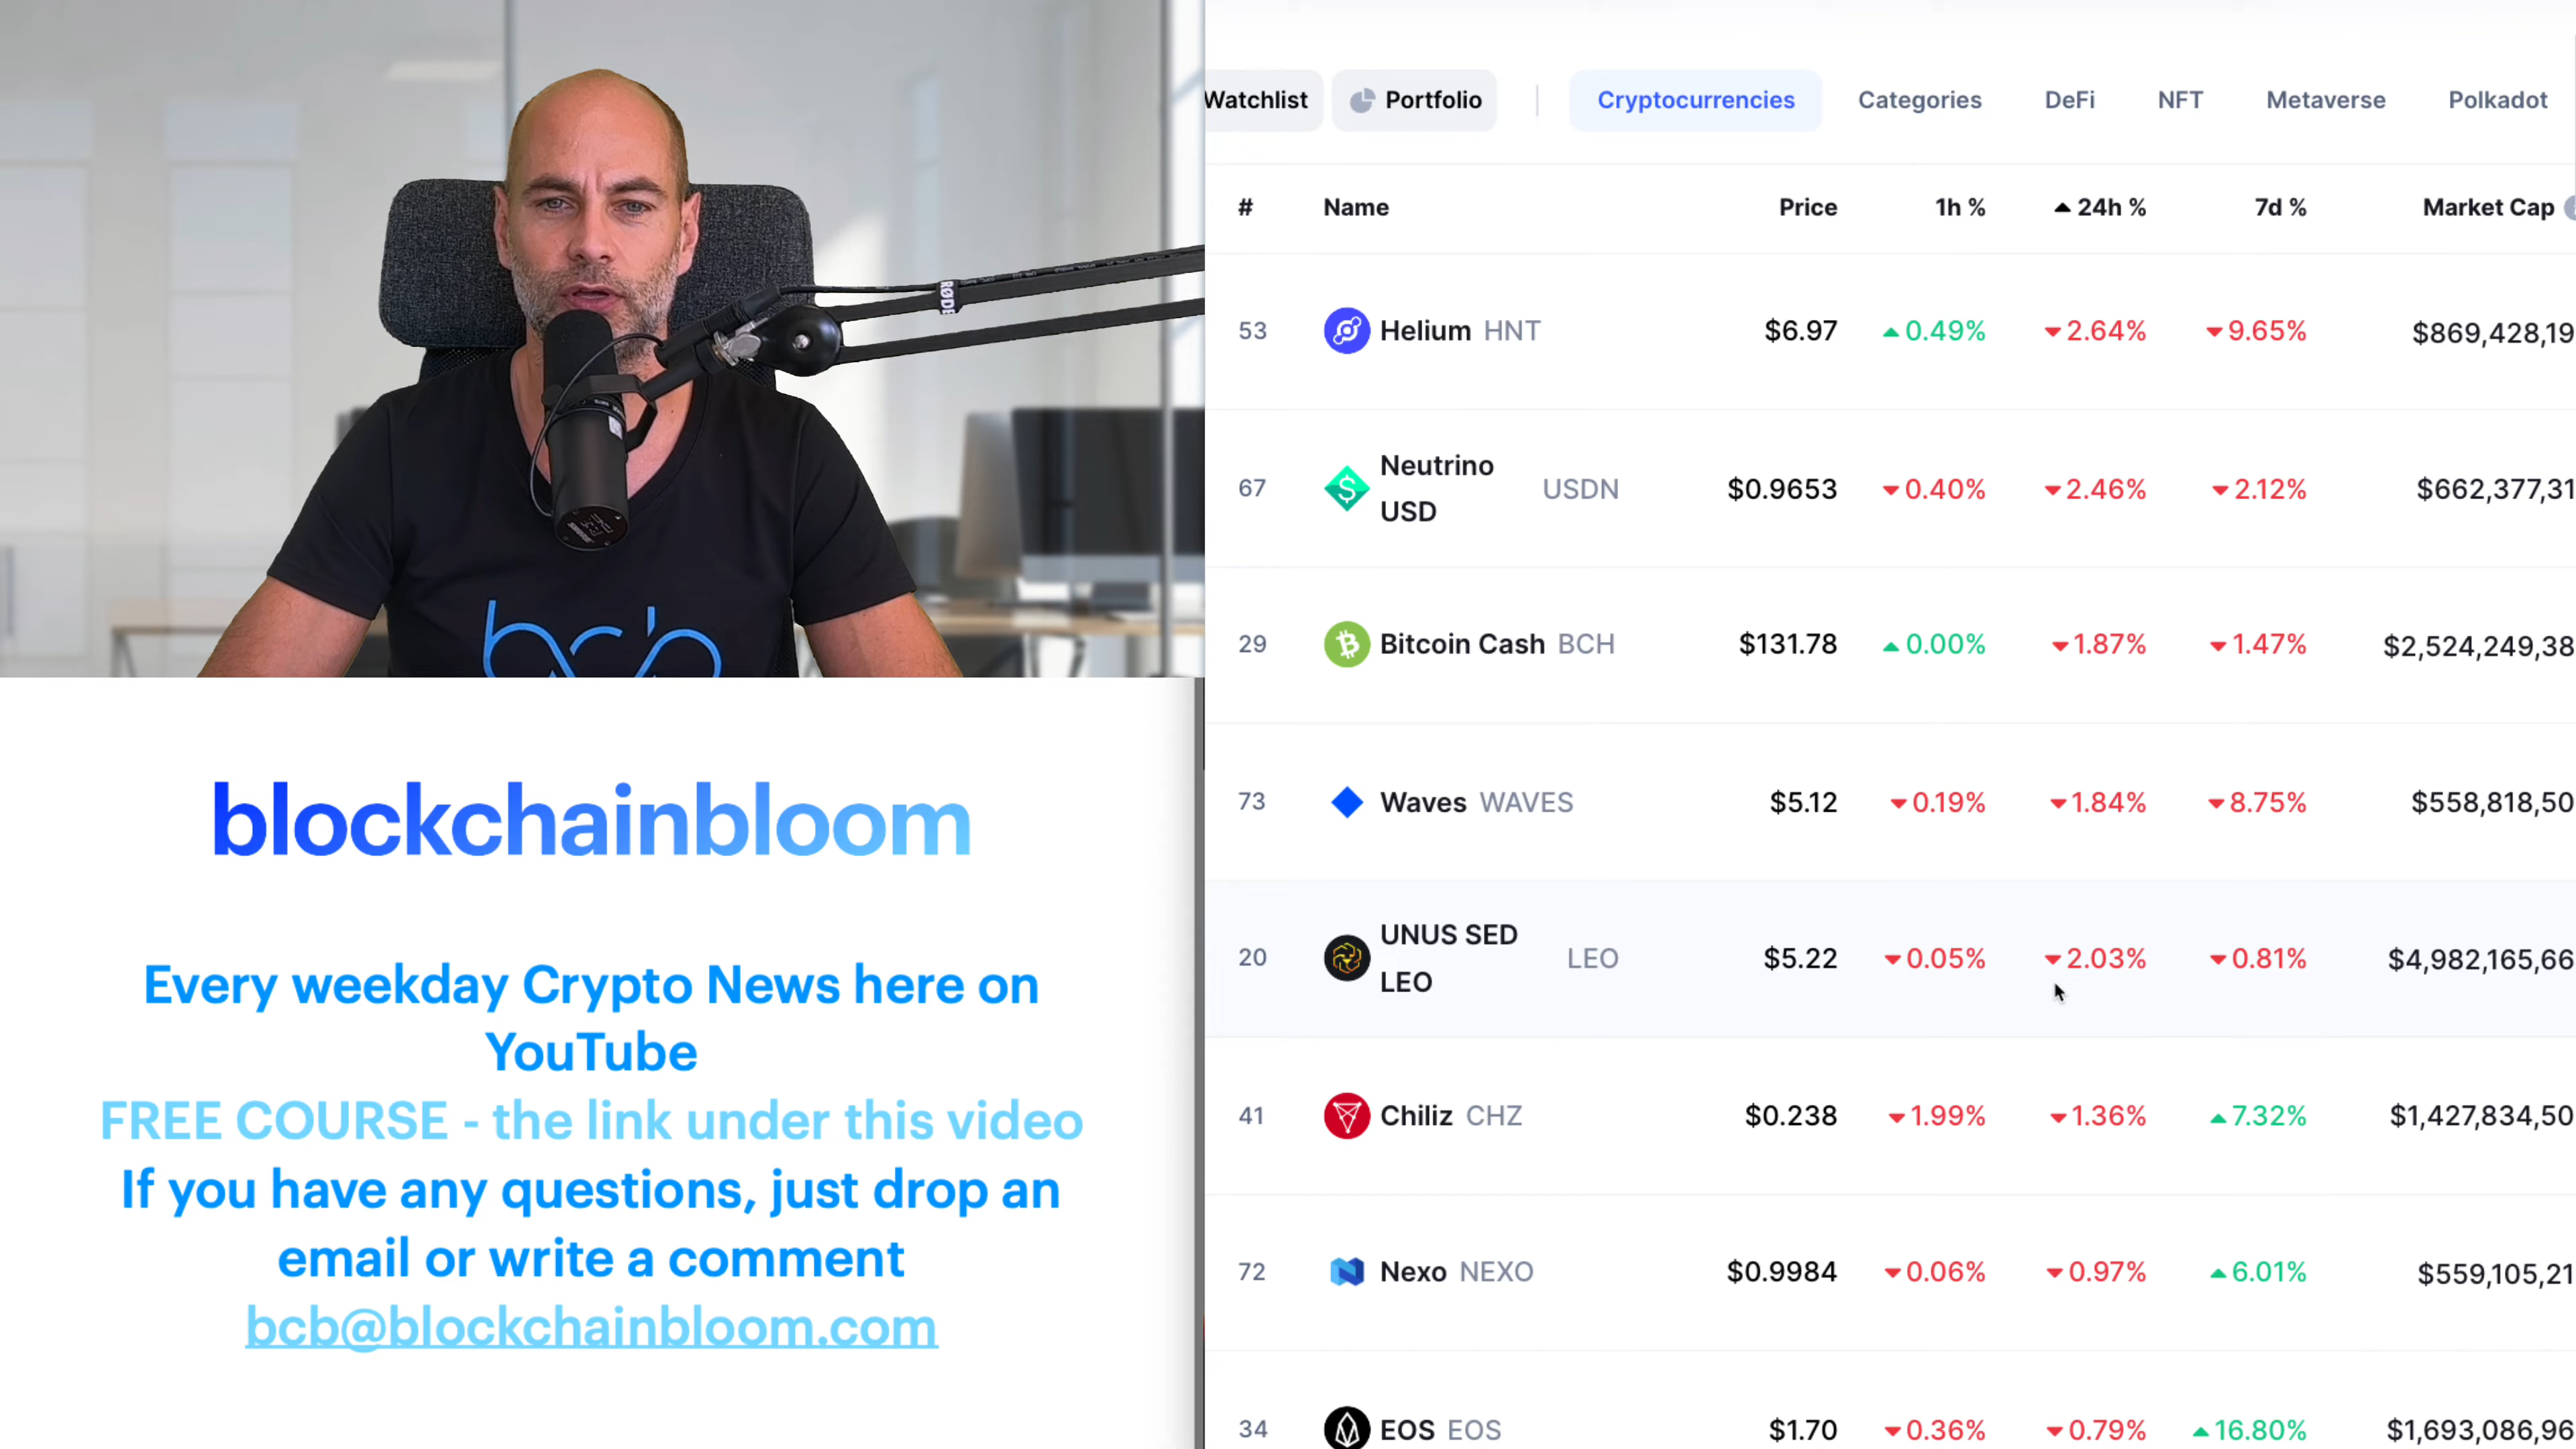 RØDE
bcb
blockchainbloom
Every weekday Crypto News here on
YouTube
FREE COURSE - the link under this video
If you have any questions, just drop an
email or write a comment
bcb@blockchainbloom.com
Watchlist Portfolio Cryptocurrencies Categories DeFi NFT Metaverse Polkadot
# Name Price 1h % 24h % 7d % Market Cap
53 Helium HNT $6.97 0.49% 2.64% 9.65% $869,428,19
67 Neutrino USD USDN $0.9653 0.40% 2.46% 2.12% $662,377,31
29 Bitcoin Cash BCH $131.78 0.00% 1.87% 1.47% $2,524,249,38
73 Waves WAVES $5.12 0.19% 1.84% 8.75% $558,818,50
20 UNUS SED LEO LEO $5.22 0.05% 2.03% 0.81% $4,982,165,66
41 Chiliz CHZ $0.238 1.99% 1.36% 7.32% $1,427,834,50
72 Nexo NEXO $0.9984 0.06% 0.97% 6.01% $559,105,21
34 EOS EOS $1.70 0.36% 0.79% 16.80% $1,693,086,96